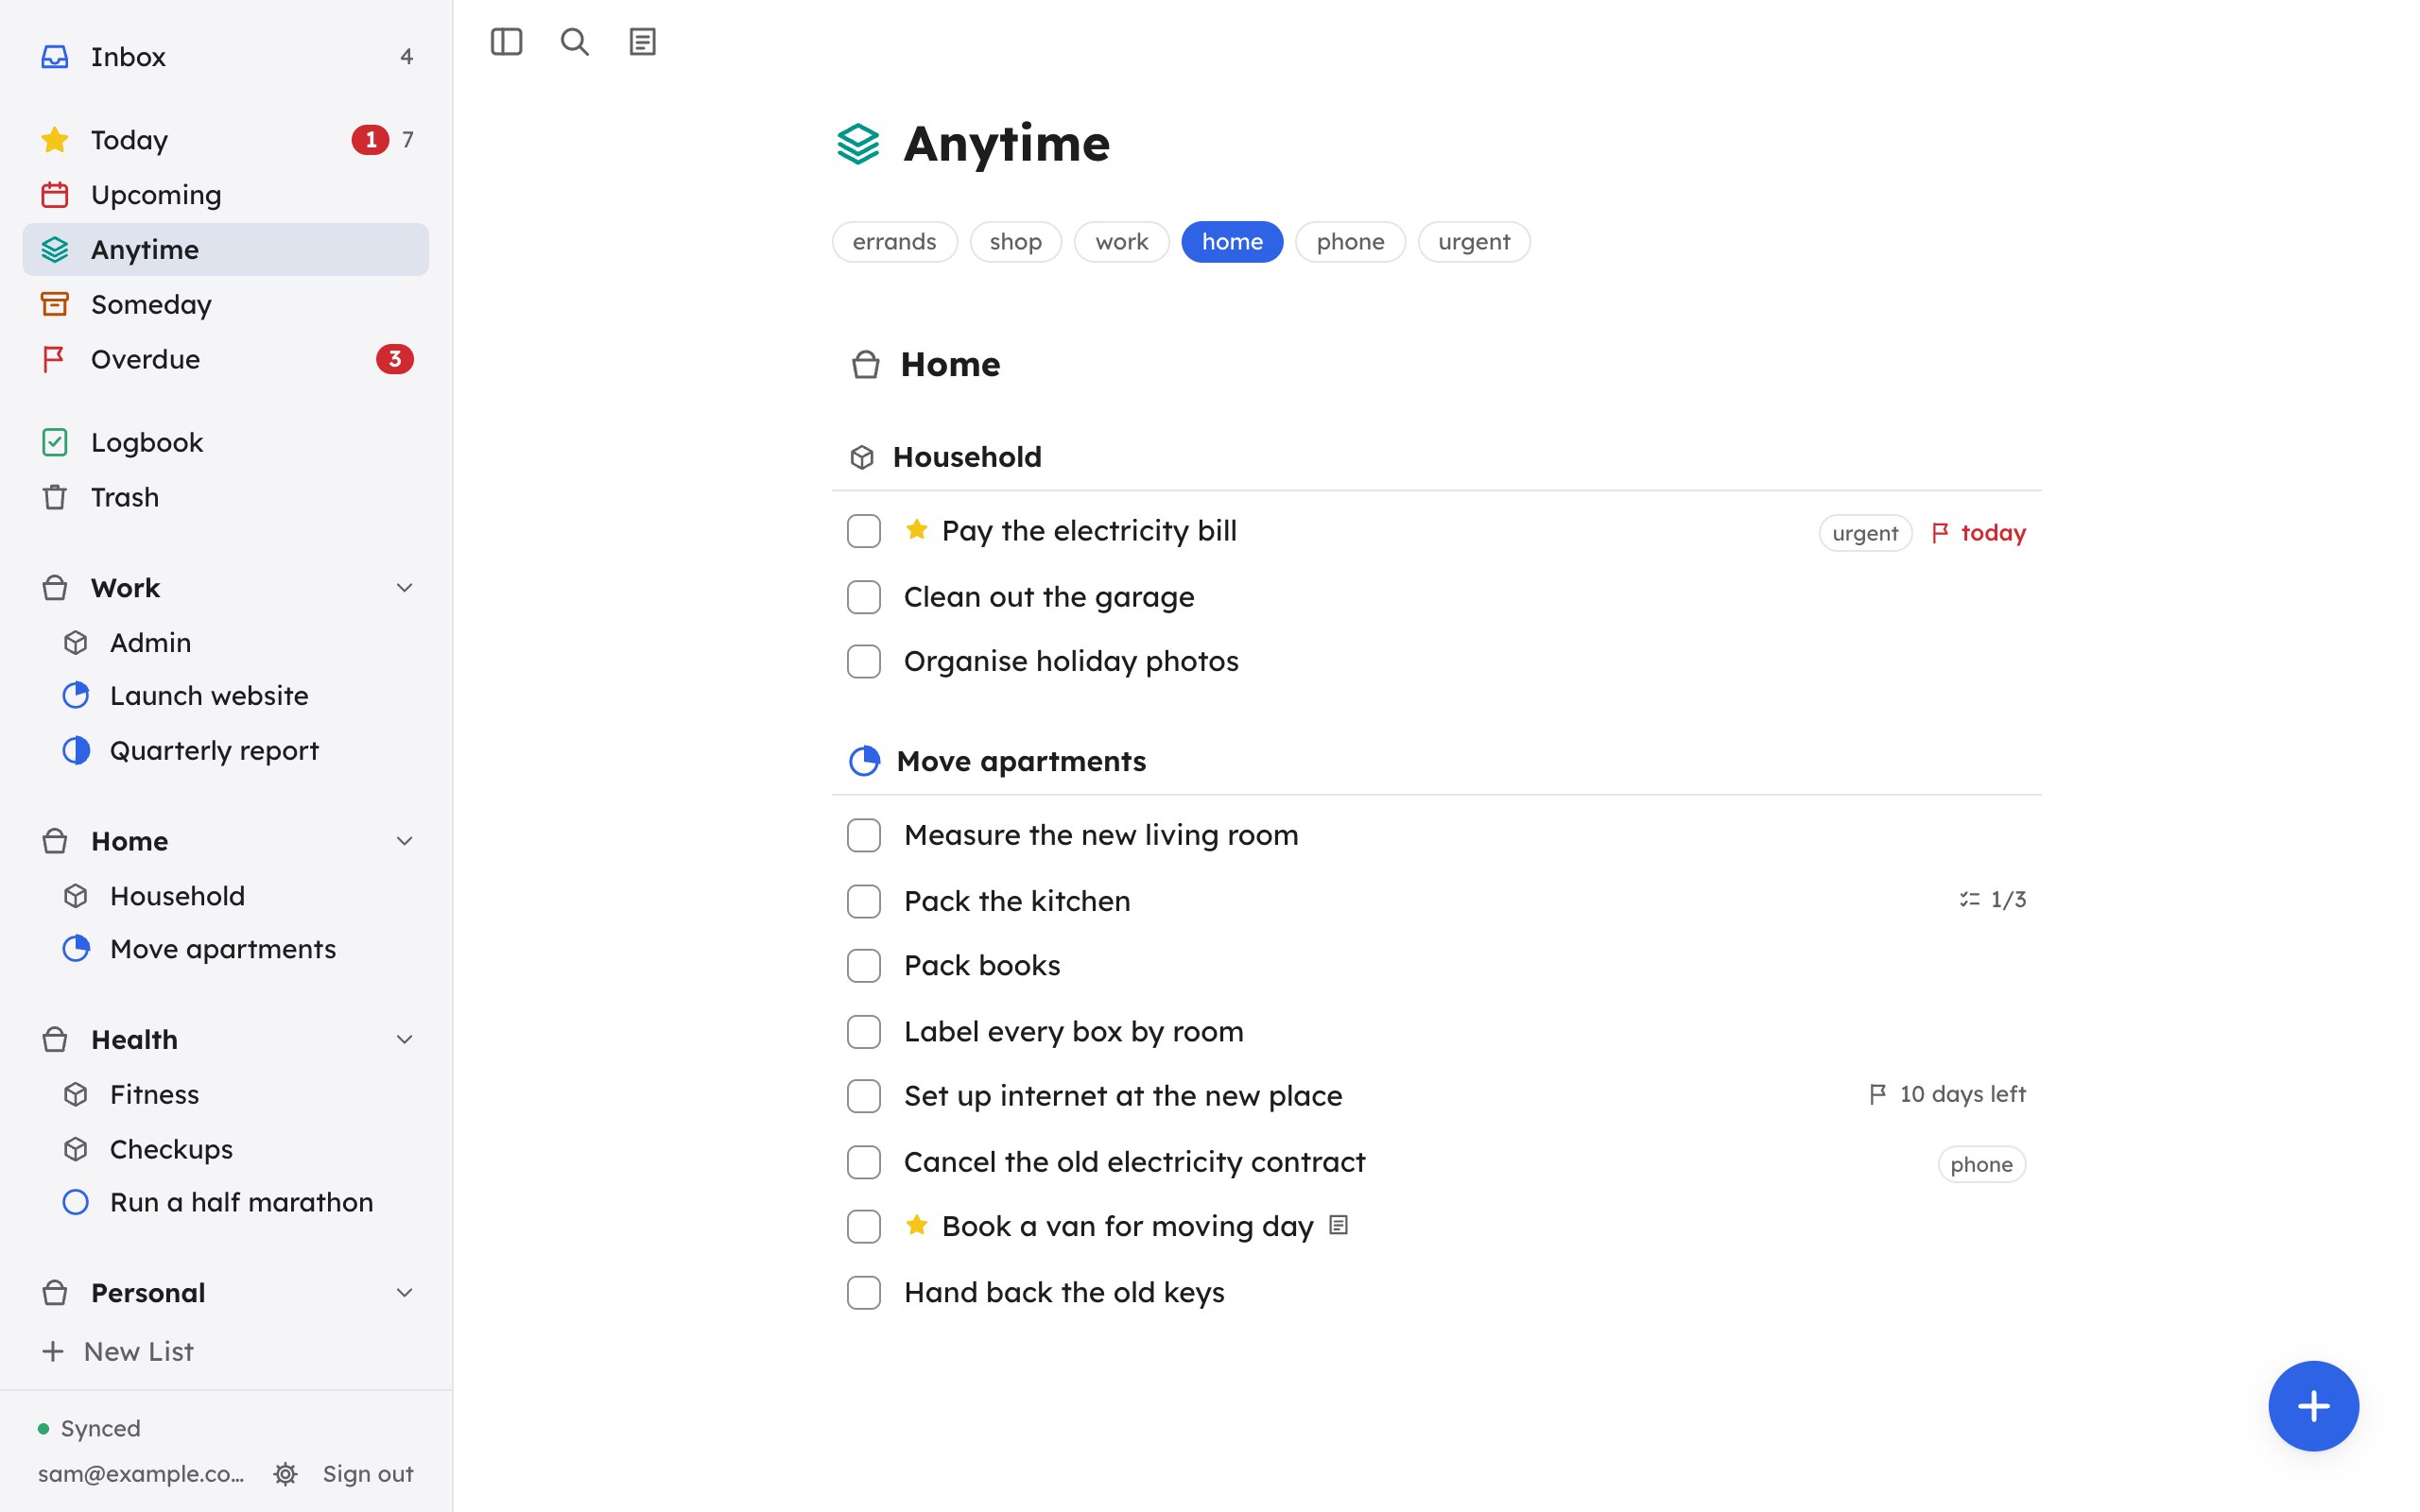 Inbox 4
Today 1 7
Upcoming
Anytime
Someday
Overdue 3
Logbook
Trash
Work
Admin
Launch website
Quarterly report
Home
Household
Move apartments
Health
Fitness
Checkups
Run a half marathon
Personal
New List
Synced
sam@example.co... Sign out
Anytime
errands shop work home phone urgent
Home
Household
Pay the electricity bill urgent today
Clean out the garage
Organise holiday photos
Move apartments
Measure the new living room
Pack the kitchen 1/3
Pack books
Label every box by room
Set up internet at the new place 10 days left
Cancel the old electricity contract phone
Book a van for moving day
Hand back the old keys